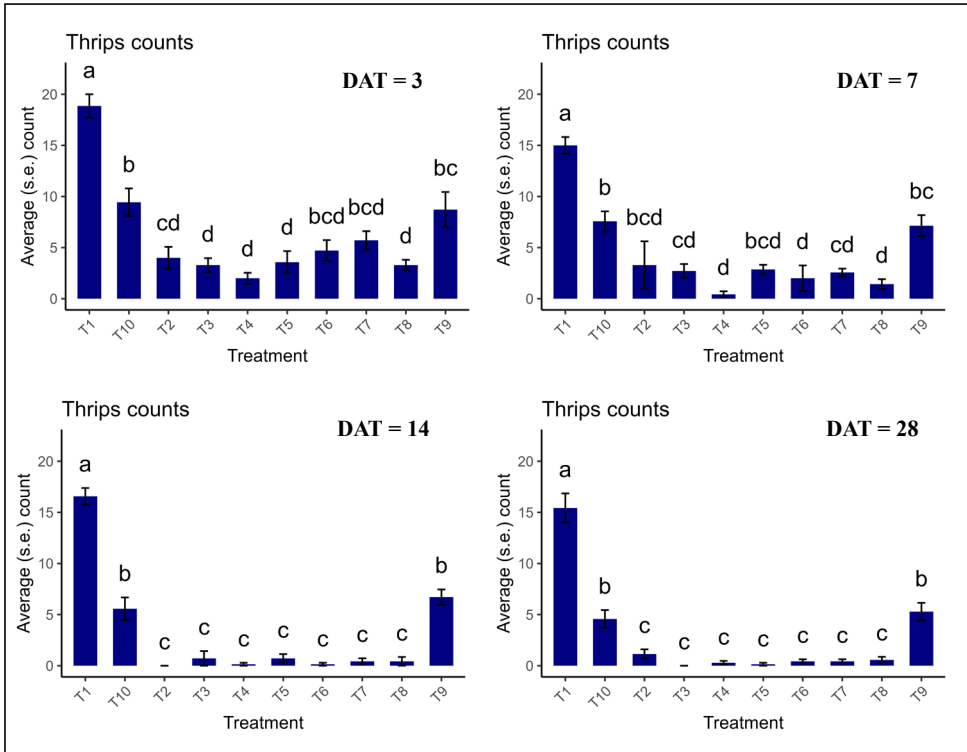 Thrips counts
DAT = 3
Average (s.e.) count
20
15
10
5
0
a
b
cd
d
d
d
bcd
bcd
d
bc
T1
T10
T2
T3
T4
T5
T6
T7
T8
T9
Treatment
Thrips counts
DAT = 7
Average (s.e.) count
20
15
10
5
0
a
b
bcd
cd
d
bcd
d
cd
d
bc
T1
T10
T2
T3
T4
T5
T6
T7
T8
T9
Treatment
Thrips counts
DAT = 14
Average (s.e.) count
20
15
10
5
0
a
b
c
c
c
c
c
c
c
b
T1
T10
T2
T3
T4
T5
T6
T7
T8
T9
Treatment
Thrips counts
DAT = 28
Average (s.e.) count
20
15
10
5
0
a
b
c
c
c
c
c
c
c
b
T1
T10
T2
T3
T4
T5
T6
T7
T8
T9
Treatment